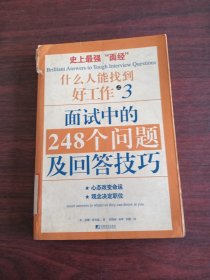 史上最强“面经”
Brilliant Answers to Tough Interview Questions
什么人能找到
好工作 3
面试中的
248个问题
及回答技巧
★ 心态改变命运
★ 观念决定职位